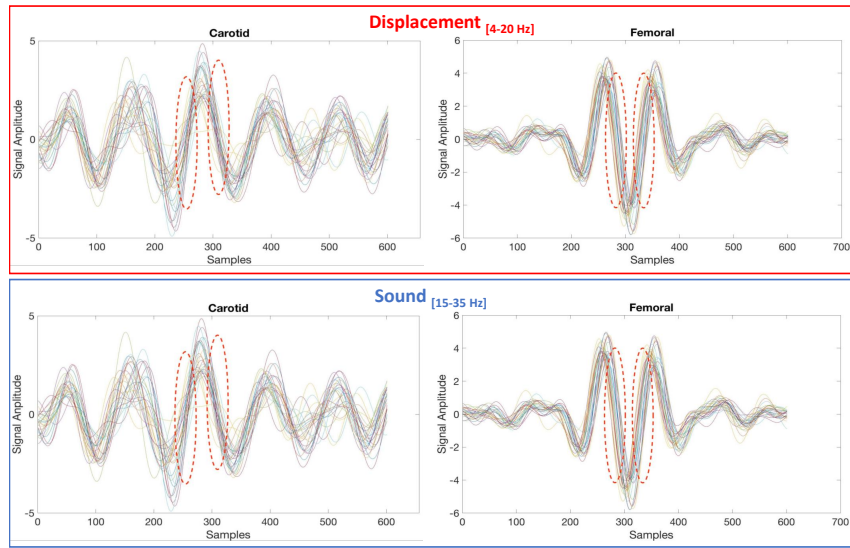 Displacement [4-20 Hz]
Carotid
Femoral
Signal Anplitude
5
0
-5
0 100 200 300 400 500 600
Samples
Signal Amplitude
6
4
2
0
-2
-4
-6
0 100 200 300 400 500 600 700
Samples
Sound [15-35 Hz]
Carotid
Femoral
Signal Anplitude
5
0
-5
0 100 200 300 400 500 600
Samples
Signal Amplitude
6
4
2
0
-2
-4
-6
0 100 200 300 400 500 600 700
Samples